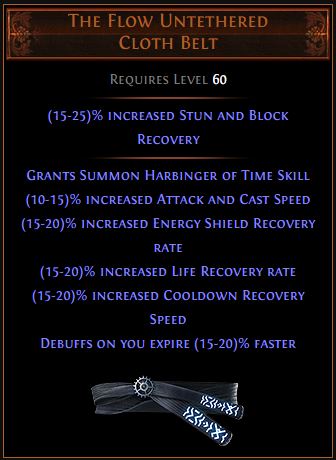 The Flow Untethered
Cloth Belt
Requires Level 60
(15-25)% increased Stun and Block
Recovery
Grants Summon Harbinger of Time Skill
(10-15)% increased Attack and Cast Speed
(15-20)% increased Energy Shield Recovery
rate
(15-20)% increased Life Recovery rate
(15-20)% increased Cooldown Recovery
Speed
Debuffs on you expire (15-20)% faster